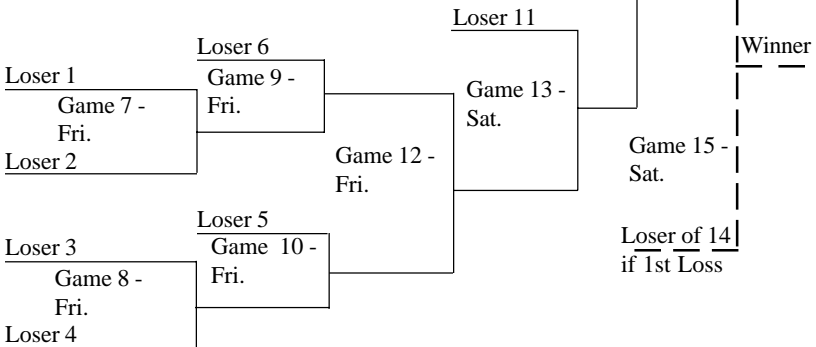 Loser 11
Winner
Loser 6
Loser 1
Game 9 -
Fri.
Game 7 -
Fri.
Game 13 -
Sat.
Loser 2
Game 12 -
Fri.
Game 15 -
Sat.
Loser 5
Loser 3
Game 10 -
Fri.
Loser of 14
if 1st Loss
Game 8 -
Fri.
Loser 4